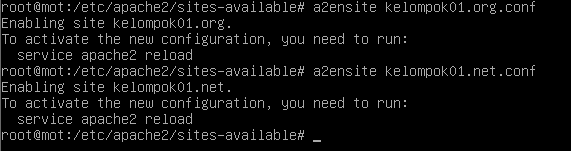 root@mot:/etc/apache2/sites-available# a2ensite kelompok01.org.conf
Enabling site kelompok01.org.
To activate the new configuration, you need to run:
  service apache2 reload
root@mot:/etc/apache2/sites-available# a2ensite kelompok01.net.conf
Enabling site kelompok01.net.
To activate the new configuration, you need to run:
  service apache2 reload
root@mot:/etc/apache2/sites-available# _